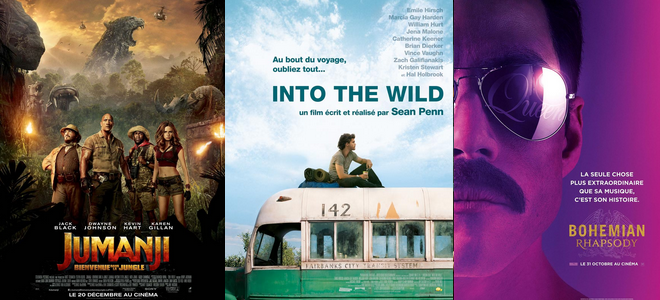 JACK BLACK
DWAYNE JOHNSON
KEVIN HART
KAREN GILLAN
JUMANJI
BIENVENUE DANS LA JUNGLE
LE 20 DÉCEMBRE AU CINÉMA
Emile Hirsch
Marcia Gay Harden
William Hurt
Jena Malone
Catherine Keener
Brian Dierker
Vince Vaughn
Zach Galifianakis
Kristen Stewart
et Hal Holbrook
Au bout du voyage,
oubliez tout...
INTO THE WILD
un film écrit et réalisé par Sean Penn
142
FAIRBANKS CITY TRANSIT SYSTEM
Queen
LA SEULE CHOSE
PLUS EXTRAORDINAIRE
QUE SA MUSIQUE,
C'EST SON HISTOIRE.
BOHEMIAN
RHAPSODY
LE 31 OCTOBRE AU CINÉMA